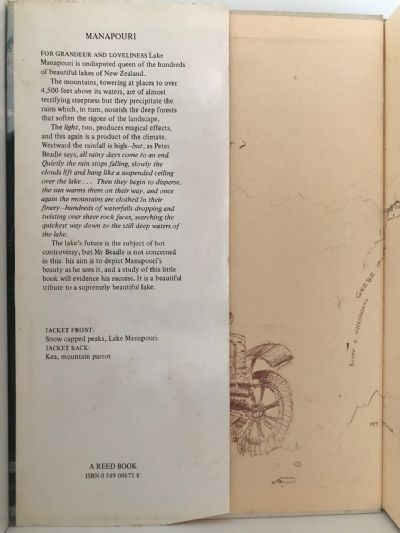 MANAPOURI
FOR GRANDEUR AND LOVELINESS Lake
Manapouri is undisputed queen of the hundreds
of beautiful lakes of New Zealand.
The mountains, towering at places to over
4,500 feet above its waters, are of almost
terrifying steepness but they precipitate the
rains which, in turn, nourish the deep forests
that soften the rigour of the landscape.
The light, too, produces magical effects,
and this again is a product of the climate.
Westward the rainfall is high—but, as Peter
Beadle says, all rainy days come to an end.
Quietly the rain stops falling, slowly the
clouds lift and hang like a suspended ceiling
over the lake . . . Then they begin to disperse,
the sun warms them on their way, and once
again the mountains are clothed in their
finery—hundreds of waterfalls dropping and
twisting over sheer rock faces, searching the
quickest way down to the still deep waters of
the lake.
The lake's future is the subject of hot
controversy, but Mr Beadle is not concerned
in this: his aim is to depict Manapouri's
beauty as he sees it, and a study of this little
book will evidence his success. It is a beautiful
tribute to a supremely beautiful lake.
JACKET FRONT:
Snow capped peaks, Lake Manapouri
JACKET BACK:
Kea, mountain parrot
A REED BOOK
ISBN 0 589 00673 8
GREBE
MT.